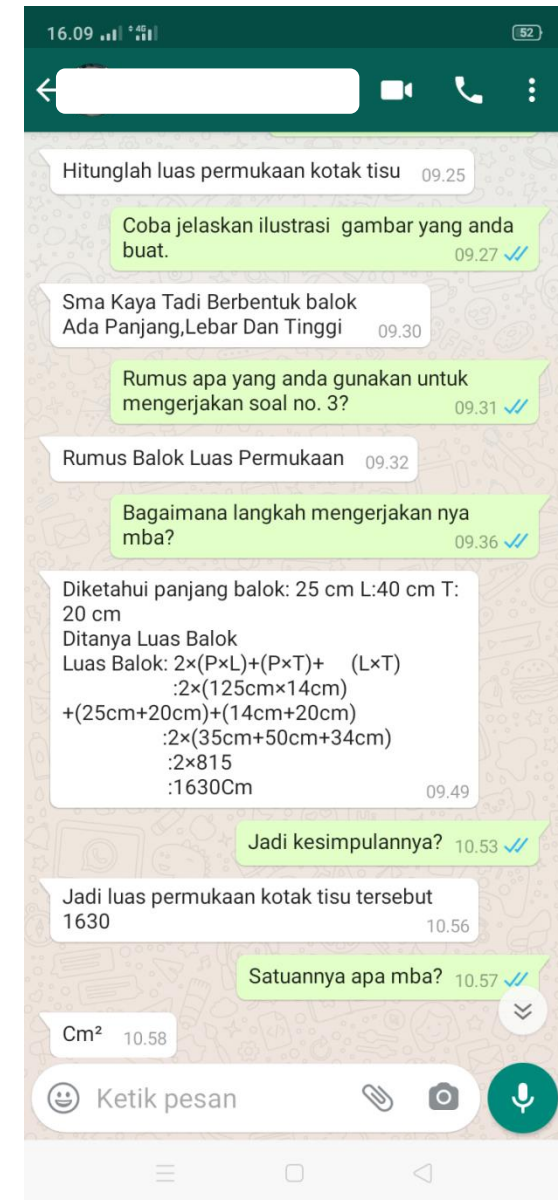 16.09 4G 52
Hitunglah luas permukaan kotak tisu 09.25
Coba jelaskan ilustrasi gambar yang anda
buat. 09.27
Sma Kaya Tadi Berbentuk balok
Ada Panjang,Lebar Dan Tinggi 09.30
Rumus apa yang anda gunakan untuk
mengerjakan soal no. 3? 09.31
Rumus Balok Luas Permukaan 09.32
Bagaimana langkah mengerjakan nya
mba? 09.36
Diketahui panjang balok: 25 cm L:40 cm T:
20 cm
Ditanya Luas Balok
Luas Balok: 2×(P×L)+(P×T)+ (L×T)
:2×(125cm×14cm)
+(25cm+20cm)+(14cm+20cm)
:2×(35cm+50cm+34cm)
:2×815
:1630Cm 09.49
Jadi kesimpulannya? 10.53
Jadi luas permukaan kotak tisu tersebut
1630 10.56
Satuannya apa mba? 10.57
Cm² 10.58
Ketik pesan